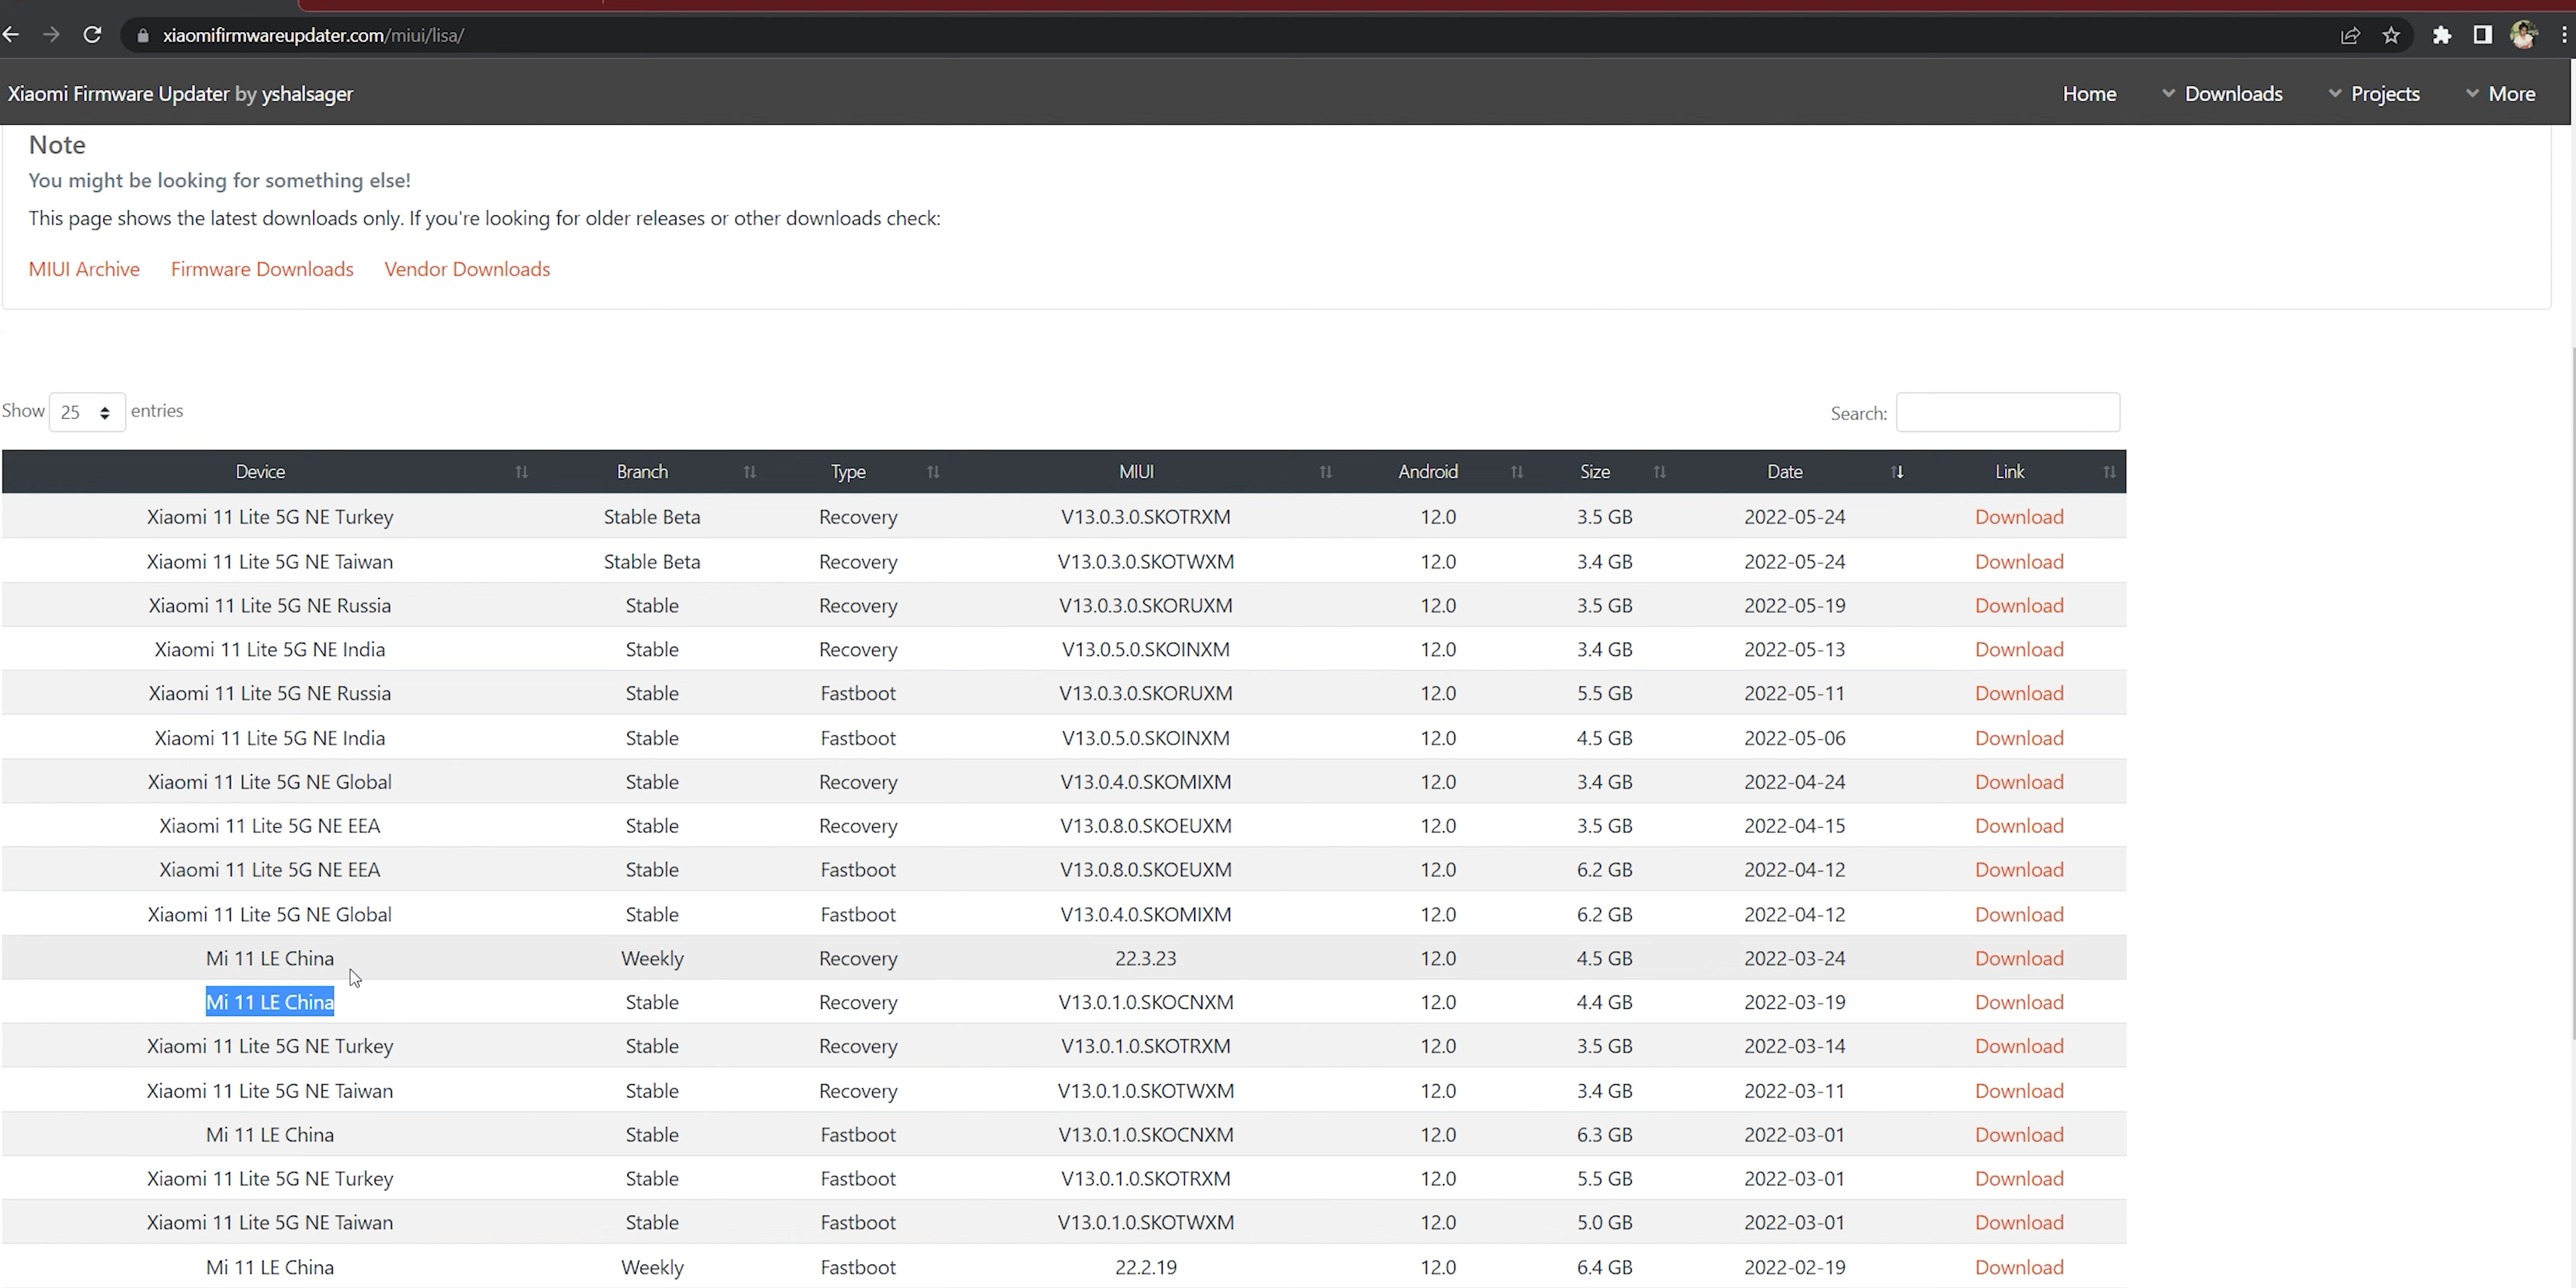 xiaomifirmwareupdater.com/miui/lisa/
Xiaomi Firmware Updater by yshalsager Home Downloads Projects More
Note
You might be looking for something else!
This page shows the latest downloads only. If you're looking for older releases or other downloads check:
MIUI Archive Firmware Downloads Vendor Downloads
Show 25 entries Search:
Device Branch Type MIUI Android Size Date Link
Xiaomi 11 Lite 5G NE Turkey Stable Beta Recovery V13.0.3.0.SKOTRXM 12.0 3.5 GB 2022-05-24 Download
Xiaomi 11 Lite 5G NE Taiwan Stable Beta Recovery V13.0.3.0.SKOTWXM 12.0 3.4 GB 2022-05-24 Download
Xiaomi 11 Lite 5G NE Russia Stable Recovery V13.0.3.0.SKORUXM 12.0 3.5 GB 2022-05-19 Download
Xiaomi 11 Lite 5G NE India Stable Recovery V13.0.5.0.SKOINXM 12.0 3.4 GB 2022-05-13 Download
Xiaomi 11 Lite 5G NE Russia Stable Fastboot V13.0.3.0.SKORUXM 12.0 5.5 GB 2022-05-11 Download
Xiaomi 11 Lite 5G NE India Stable Fastboot V13.0.5.0.SKOINXM 12.0 4.5 GB 2022-05-06 Download
Xiaomi 11 Lite 5G NE Global Stable Recovery V13.0.4.0.SKOMIXM 12.0 3.4 GB 2022-04-24 Download
Xiaomi 11 Lite 5G NE EEA Stable Recovery V13.0.8.0.SKOEUXM 12.0 3.5 GB 2022-04-15 Download
Xiaomi 11 Lite 5G NE EEA Stable Fastboot V13.0.8.0.SKOEUXM 12.0 6.2 GB 2022-04-12 Download
Xiaomi 11 Lite 5G NE Global Stable Fastboot V13.0.4.0.SKOMIXM 12.0 6.2 GB 2022-04-12 Download
Mi 11 LE China Weekly Recovery 22.3.23 12.0 4.5 GB 2022-03-24 Download
Mi 11 LE China Stable Recovery V13.0.1.0.SKOCNXM 12.0 4.4 GB 2022-03-19 Download
Xiaomi 11 Lite 5G NE Turkey Stable Recovery V13.0.1.0.SKOTRXM 12.0 3.5 GB 2022-03-14 Download
Xiaomi 11 Lite 5G NE Taiwan Stable Recovery V13.0.1.0.SKOTWXM 12.0 3.4 GB 2022-03-11 Download
Mi 11 LE China Stable Fastboot V13.0.1.0.SKOCNXM 12.0 6.3 GB 2022-03-01 Download
Xiaomi 11 Lite 5G NE Turkey Stable Fastboot V13.0.1.0.SKOTRXM 12.0 5.5 GB 2022-03-01 Download
Xiaomi 11 Lite 5G NE Taiwan Stable Fastboot V13.0.1.0.SKOTWXM 12.0 5.0 GB 2022-03-01 Download
Mi 11 LE China Weekly Fastboot 22.2.19 12.0 6.4 GB 2022-02-19 Download